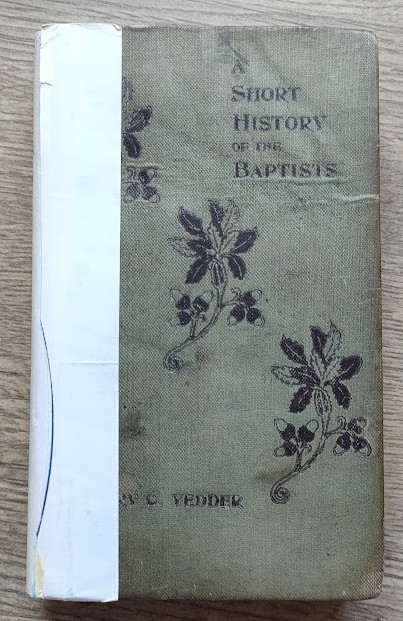 A
SHORT
HISTORY
OF THE
BAPTISTS
C. VEDDER